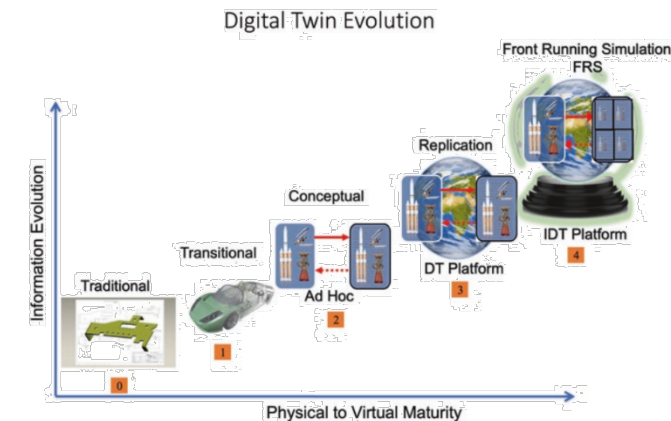 Digital Twin Evolution
Front Running Simulation
FRS
Replication
Conceptual
Transitional
Traditional
IDT Platform
4
DT Platform
3
Ad Hoc
2
1
0
Information Evolution
Physical to Virtual Maturity